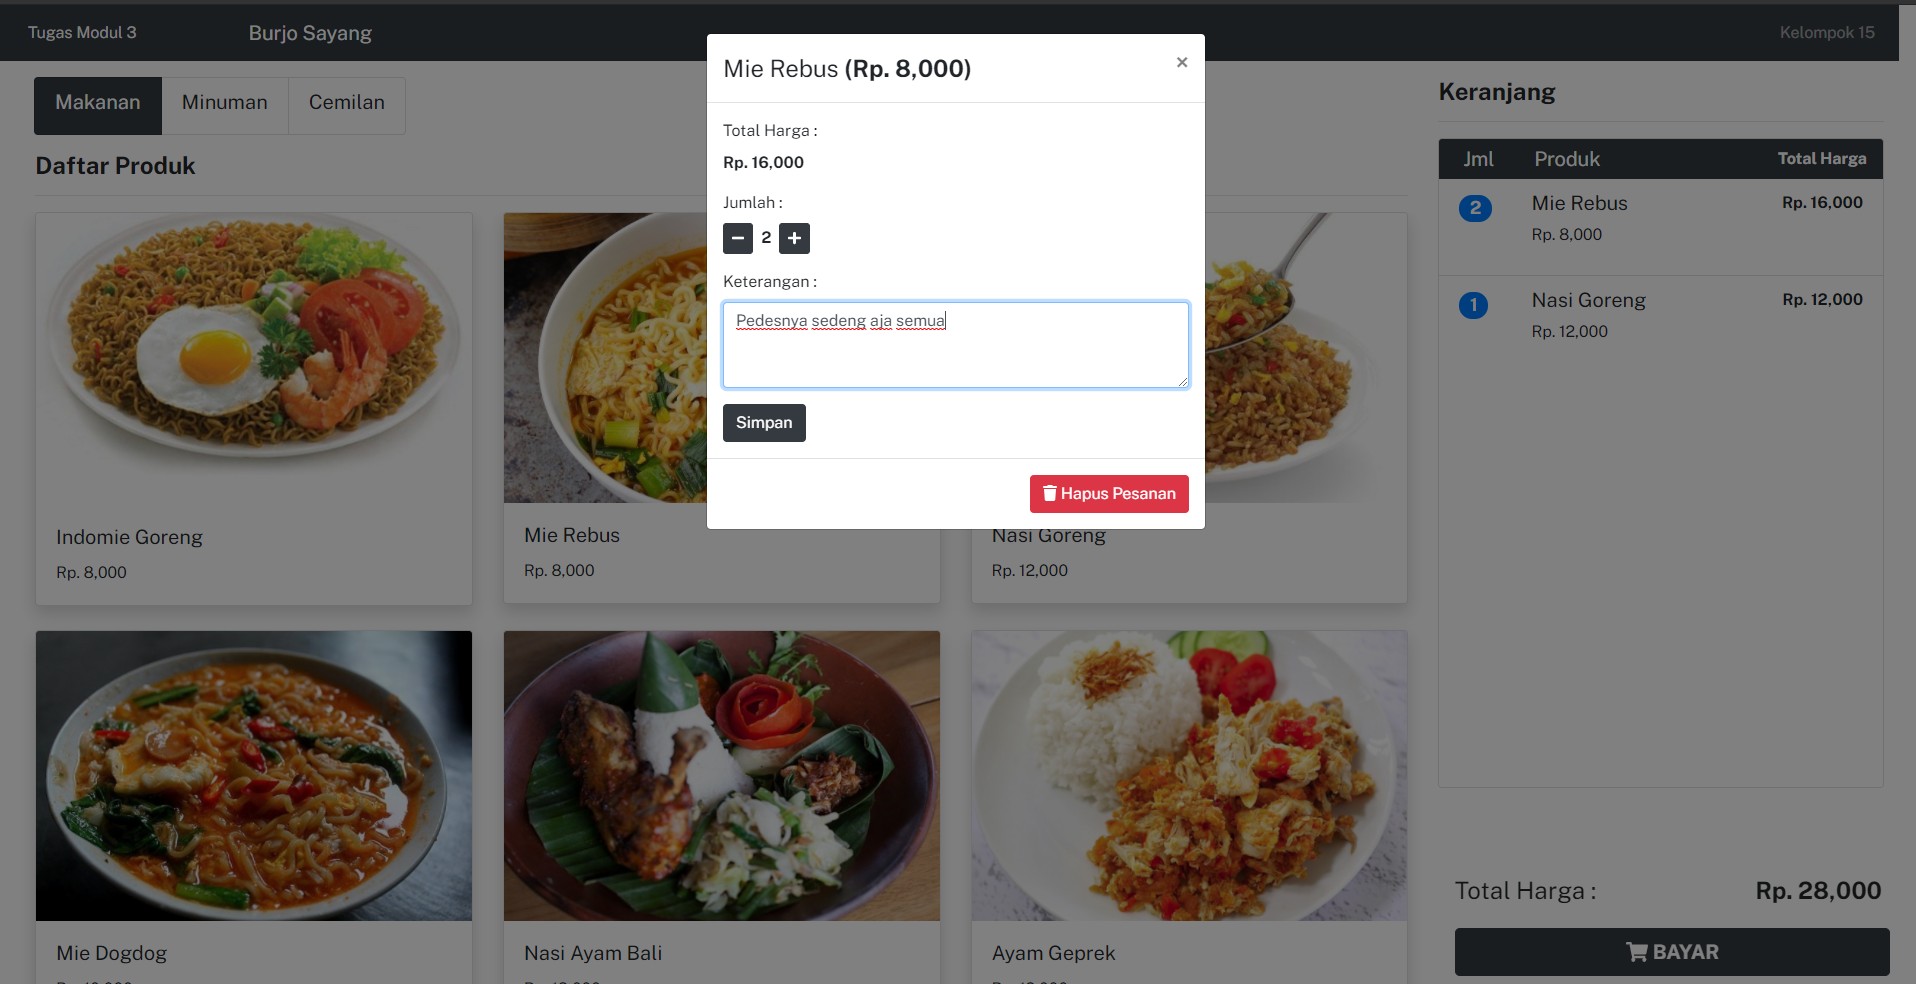 Tugas Modul 3
Burjo Sayang
Kelompok 15
Makanan
Minuman
Cemilan
Daftar Produk
Indomie Goreng
Rp. 8,000
Mie Rebus
Rp. 8,000
Nasi Goreng
Rp. 12,000
Mie Dogdog
Nasi Ayam Bali
Ayam Geprek
Mie Rebus (Rp. 8,000)
×
Total Harga :
Rp. 16,000
Jumlah :
2
Keterangan :
Pedesnya sedeng aja semua
Simpan
Hapus Pesanan
Keranjang
Jml Produk Total Harga
2 Mie Rebus Rp. 16,000
Rp. 8,000
1 Nasi Goreng Rp. 12,000
Rp. 12,000
Total Harga : Rp. 28,000
BAYAR